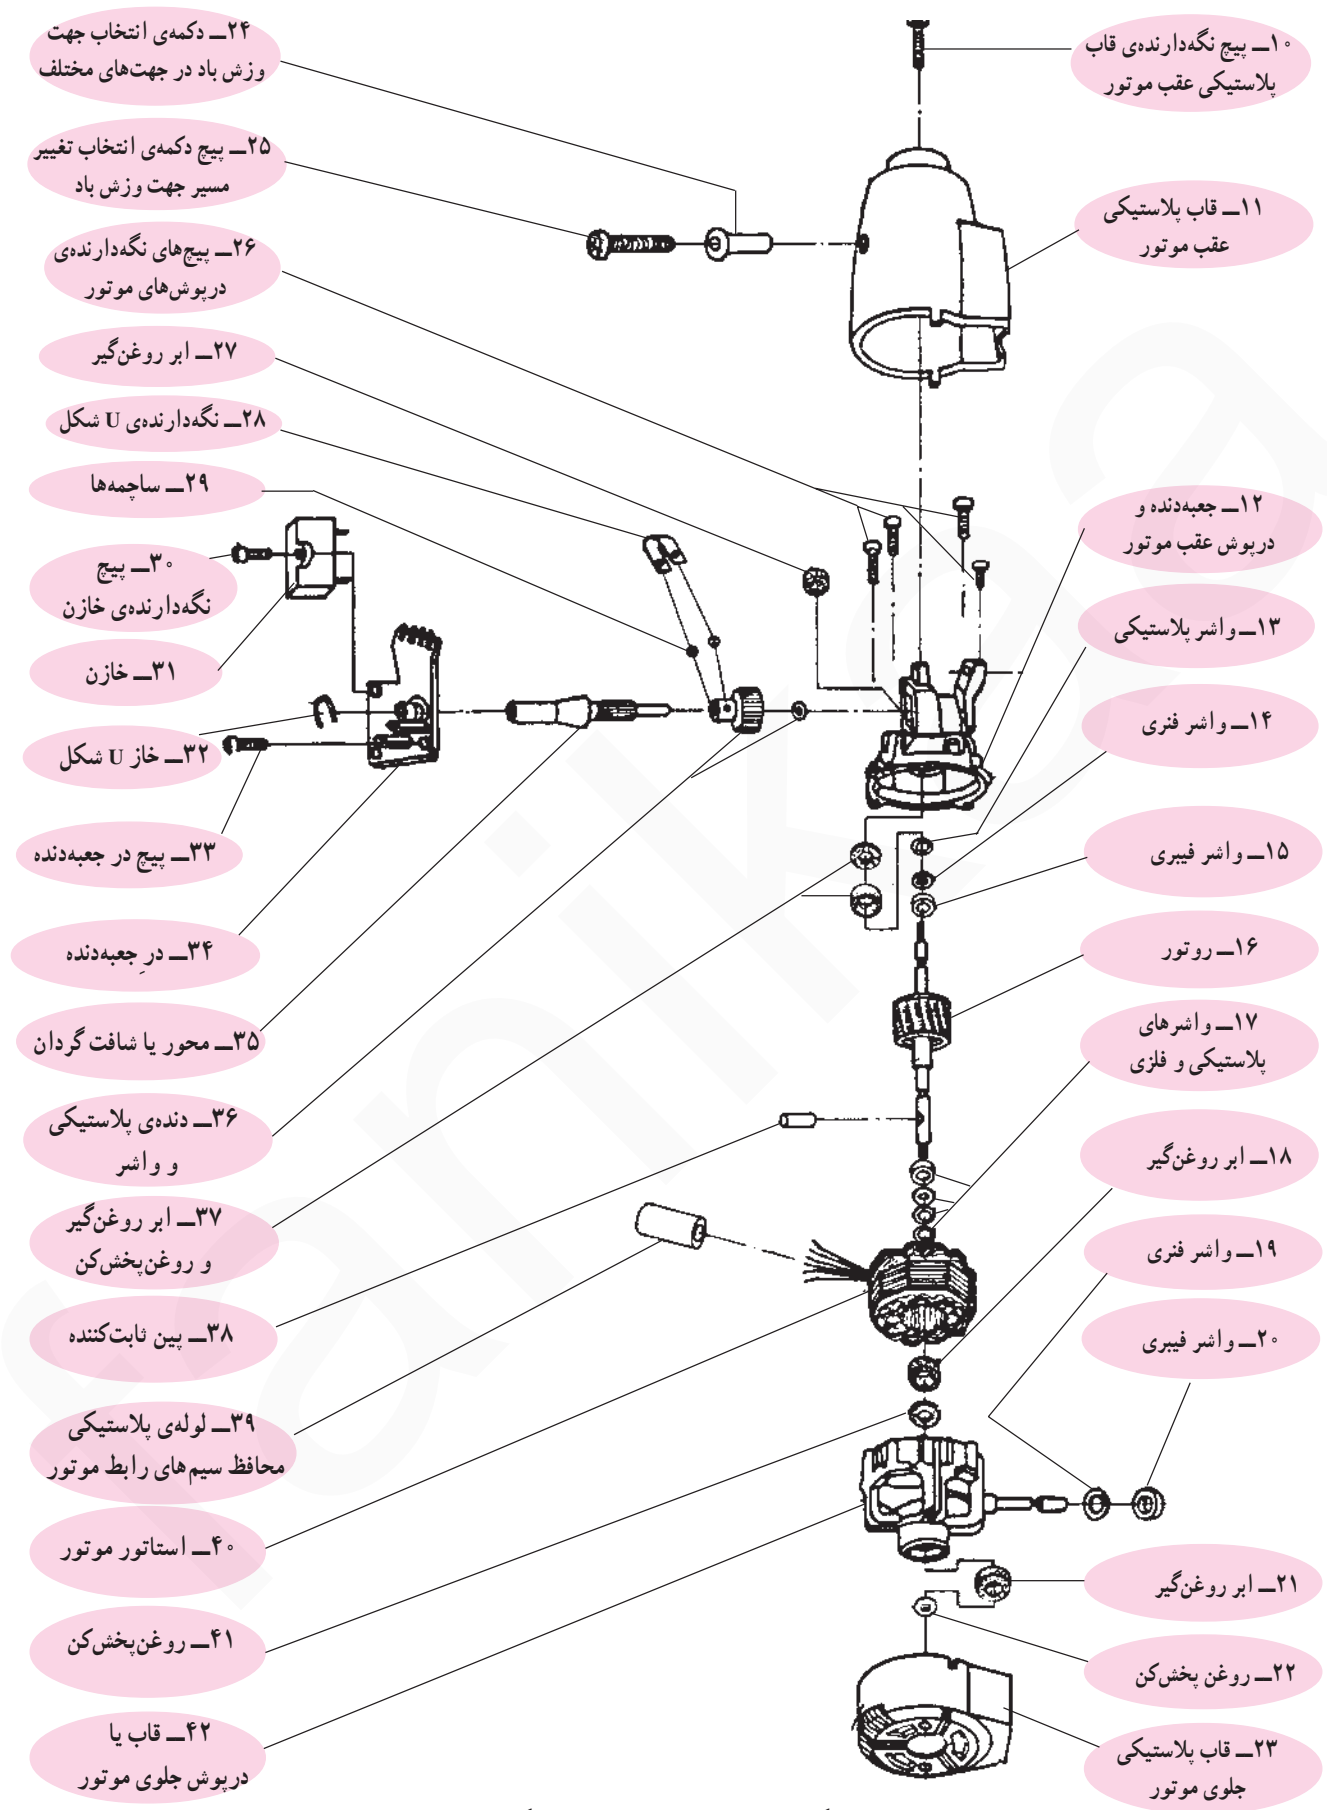 ۱۰ــ پیچ نگه‌دارنده‌ی قاب
پلاستیکی عقب موتور
۱۱ــ قاب پلاستیکی
عقب موتور
۱۲ــ جعبه‌دنده و
درپوش عقب موتور
۱۳ــ واشر پلاستیکی
۱۴ــ واشر فنری
۱۵ــ واشر فیبری
۱۶ــ روتور
۱۷ــ واشرهای
پلاستیکی و فلزی
۱۸ــ ابر روغن‌گیر
۱۹ــ واشر فنری
۲۰ــ واشر فیبری
۲۱ــ ابر روغن‌گیر
۲۲ــ روغن پخش‌کن
۲۳ــ قاب پلاستیکی
جلوی موتور
۲۴ــ دکمه‌ی انتخاب جهت
وزش باد در جهت‌های مختلف
۲۵ــ پیچ دکمه‌ی انتخاب تغییر
مسیر جهت وزش باد
۲۶ــ پیچ‌های نگه‌دارنده‌ی
درپوش‌های موتور
۲۷ــ ابر روغن‌گیر
۲۸ــ نگه‌دارنده‌ی U شکل
۲۹ــ ساچمه‌ها
۳۰ــ پیچ
نگه‌دارنده‌ی خازن
۳۱ــ خازن
۳۲ــ خاز U شکل
۳۳ــ پیچ در جعبه‌دنده
۳۴ــ درِ جعبه‌دنده
۳۵ــ محور یا شافت گردان
۳۶ــ دنده‌ی پلاستیکی
و واشر
۳۷ــ ابر روغن‌گیر
و روغن‌پخش‌کن
۳۸ــ پین ثابت‌کننده
۳۹ــ لوله‌ی پلاستیکی
محافظ سیم‌های رابط موتور
۴۰ــ استاتور موتور
۴۱ــ روغن‌پخش‌کن
۴۲ــ قاب یا
درپوش جلوی موتور